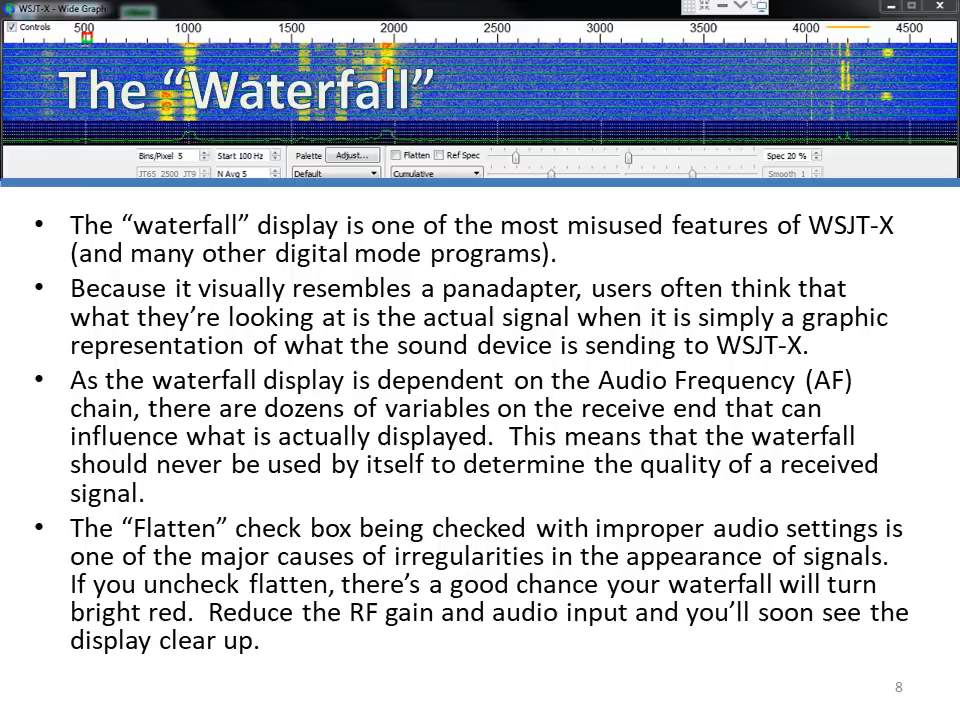 WSJT-X - Wide Graph
Controls 500 1000 1500 2000 2500 3000 3500 4000 4500
The “Waterfall”
Bins/Pixel 5 Start 100 Hz Palette Adjust... Flatten Ref Spec Spec 20 %
JT65 2500 JT9 N Avg 5 Default Cumulative Smooth 1
• The “waterfall” display is one of the most misused features of WSJT-X
(and many other digital mode programs).
• Because it visually resembles a panadapter, users often think that
what they’re looking at is the actual signal when it is simply a graphic
representation of what the sound device is sending to WSJT-X.
• As the waterfall display is dependent on the Audio Frequency (AF)
chain, there are dozens of variables on the receive end that can
influence what is actually displayed.  This means that the waterfall
should never be used by itself to determine the quality of a received
signal.
• The “Flatten” check box being checked with improper audio settings is
one of the major causes of irregularities in the appearance of signals.
If you uncheck flatten, there’s a good chance your waterfall will turn
bright red.  Reduce the RF gain and audio input and you’ll soon see the
display clear up.
8